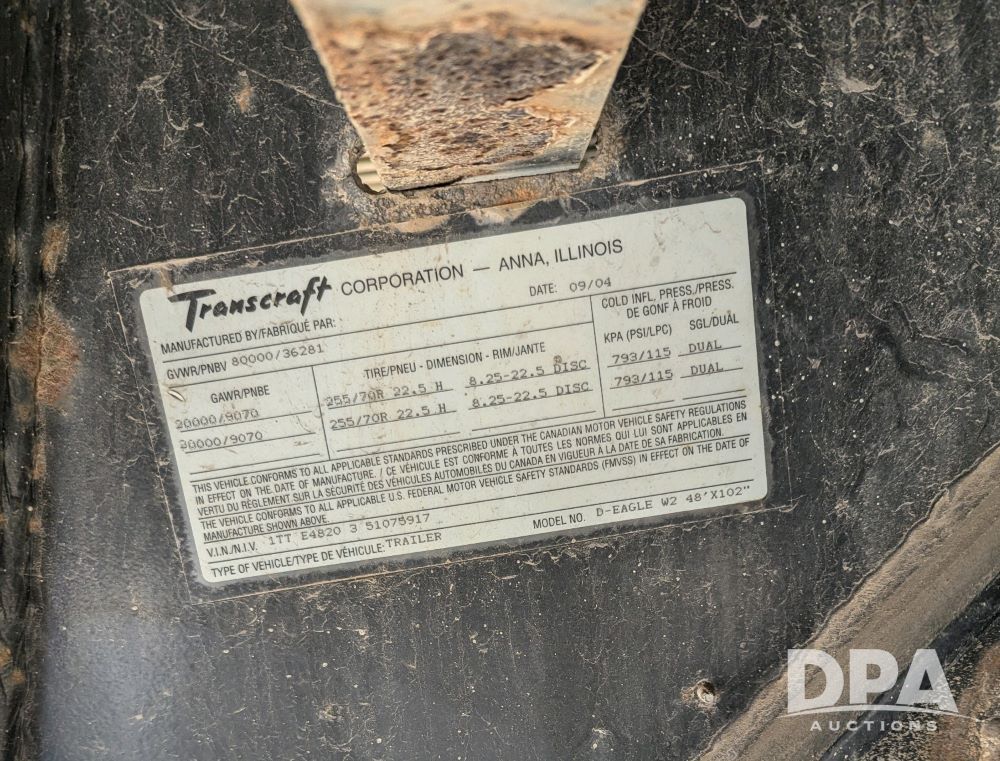 Transcraft CORPORATION — ANNA, ILLINOIS
MANUFACTURED BY/FABRIQUÉ PAR:
DATE: 09/04
GVWR/PNBV 80000/36281
COLD INFL. PRESS./PRESS.
DE GONF À FROID
GAWR/PNBE
TIRE/PNEU - DIMENSION - RIM/JANTE
KPA (PSI/LPC) SGL/DUAL
20000/9070 255/70R 22.5 H 8.25-22.5 DISC 793/115 DUAL
20000/9070 255/70R 22.5 H 8.25-22.5 DISC 793/115 DUAL
THIS VEHICLE CONFORMS TO ALL APPLICABLE STANDARDS PRESCRIBED UNDER THE CANADIAN MOTOR VEHICLE SAFETY REGULATIONS
IN EFFECT ON THE DATE OF MANUFACTURE. / CE VÉHICULE EST CONFORME À TOUTES LES NORMES QUI LUI SONT APPLICABLES EN
VERTU DU RÈGLEMENT SUR LA SÉCURITÉ DES VÉHICULES AUTOMOBILES DU CANADA EN VIGUEUR À LA DATE DE SA FABRICATION.
THE VEHICLE CONFORMS TO ALL APPLICABLE U.S. FEDERAL MOTOR VEHICLE SAFETY STANDARDS (FMVSS) IN EFFECT ON THE DATE OF
MANUFACTURE SHOWN ABOVE.
V.I.N./N.I.V. 1TT E4820 3 51075917 MODEL NO. D-EAGLE W2 48'X102"
TYPE OF VEHICLE/TYPE DE VÉHICULE: TRAILER
DPA
AUCTIONS